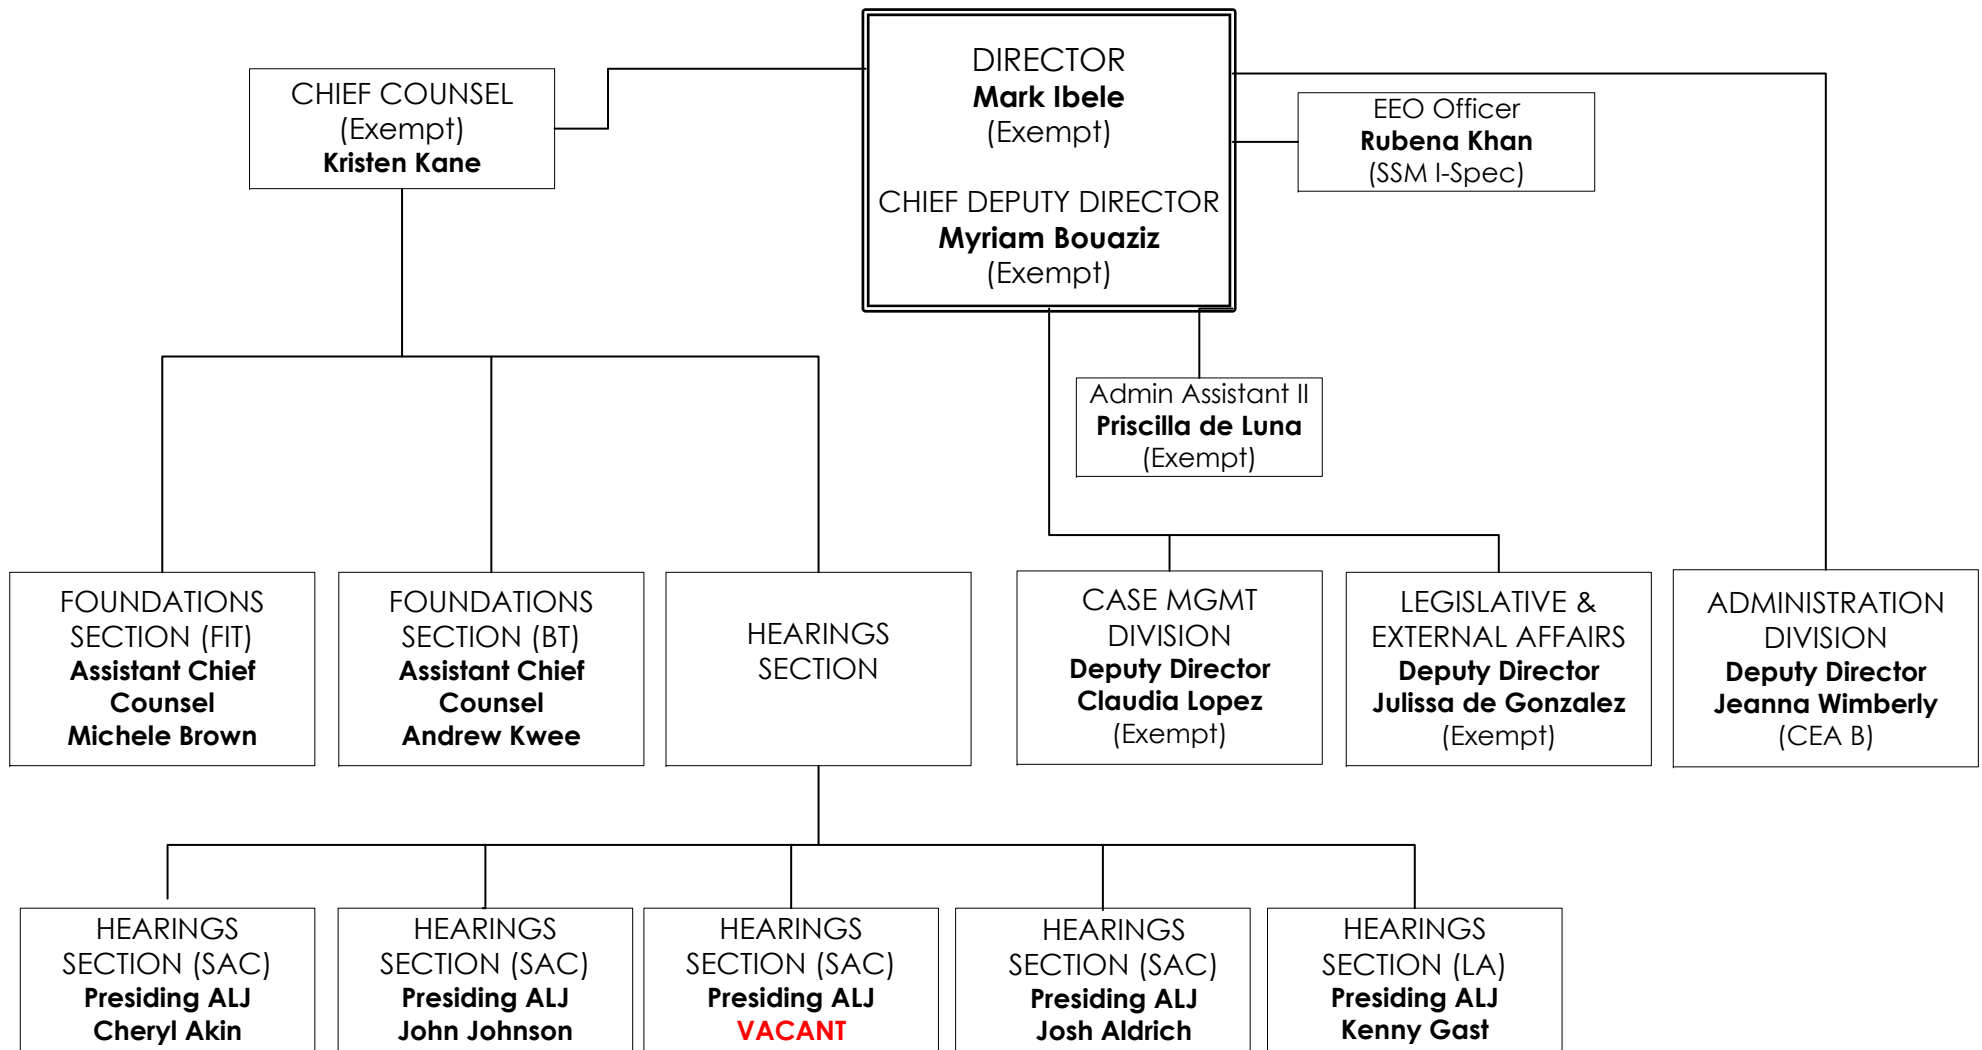 DIRECTOR
Mark Ibele
(Exempt)
CHIEF DEPUTY DIRECTOR
Myriam Bouaziz
(Exempt)
CHIEF COUNSEL
(Exempt)
Kristen Kane
EEO Officer
Rubena Khan
(SSM I-Spec)
Admin Assistant II
Priscilla de Luna
(Exempt)
FOUNDATIONS
SECTION (FIT)
Assistant Chief
Counsel
Michele Brown
FOUNDATIONS
SECTION (BT)
Assistant Chief
Counsel
Andrew Kwee
HEARINGS
SECTION
CASE MGMT
DIVISION
Deputy Director
Claudia Lopez
(Exempt)
LEGISLATIVE &
EXTERNAL AFFAIRS
Deputy Director
Julissa de Gonzalez
(Exempt)
ADMINISTRATION
DIVISION
Deputy Director
Jeanna Wimberly
(CEA B)
HEARINGS
SECTION (SAC)
Presiding ALJ
Cheryl Akin
HEARINGS
SECTION (SAC)
Presiding ALJ
John Johnson
HEARINGS
SECTION (SAC)
Presiding ALJ
VACANT
HEARINGS
SECTION (SAC)
Presiding ALJ
Josh Aldrich
HEARINGS
SECTION (LA)
Presiding ALJ
Kenny Gast